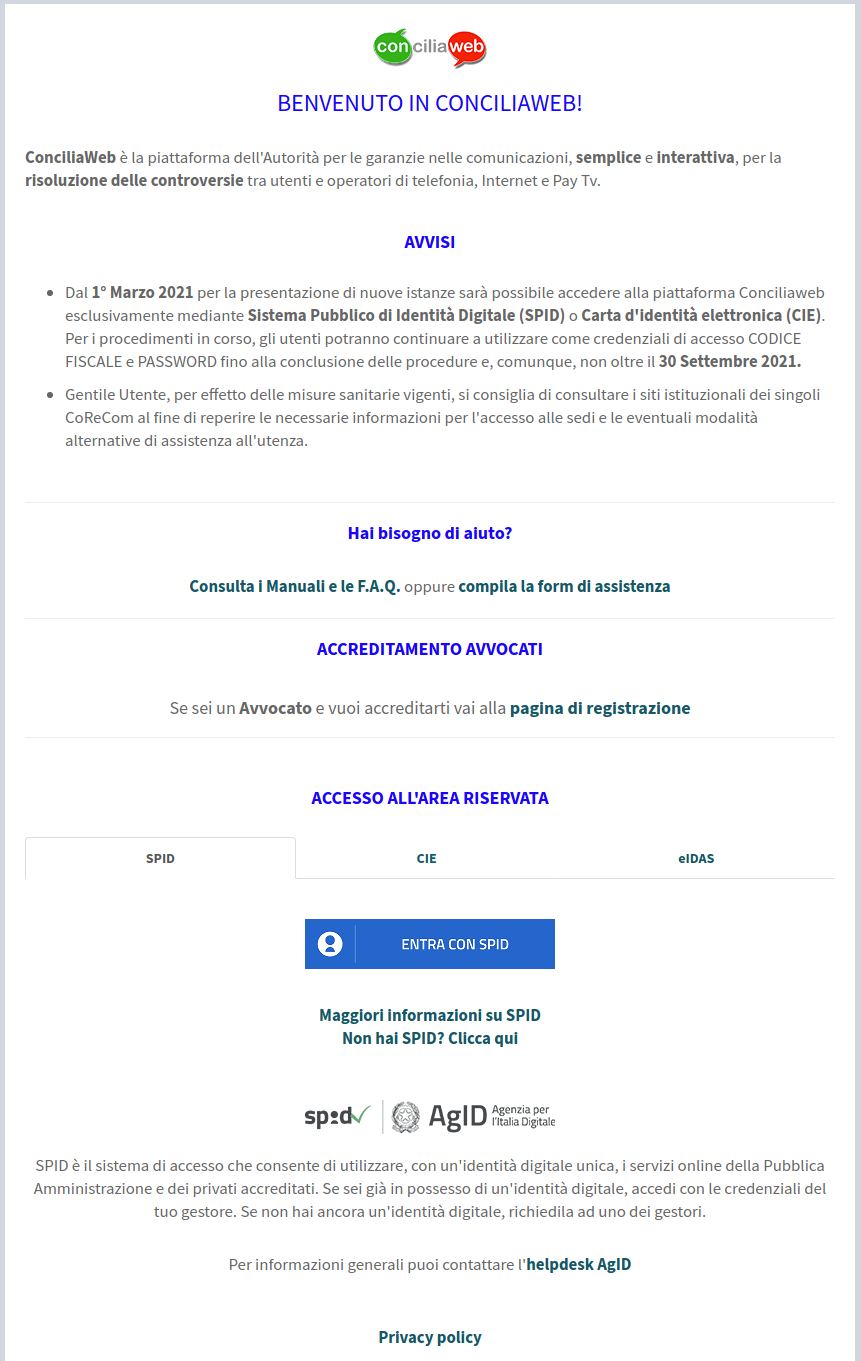 conciliaweb
BENVENUTO IN CONCILIAWEB!
ConciliaWeb è la piattaforma dell'Autorità per le garanzie nelle comunicazioni, semplice e interattiva, per la
risoluzione delle controversie tra utenti e operatori di telefonia, Internet e Pay Tv.
AVVISI
Dal 1° Marzo 2021 per la presentazione di nuove istanze sarà possibile accedere alla piattaforma Conciliaweb
esclusivamente mediante Sistema Pubblico di Identità Digitale (SPID) o Carta d'identità elettronica (CIE).
Per i procedimenti in corso, gli utenti potranno continuare a utilizzare come credenziali di accesso CODICE
FISCALE e PASSWORD fino alla conclusione delle procedure e, comunque, non oltre il 30 Settembre 2021.
Gentile Utente, per effetto delle misure sanitarie vigenti, si consiglia di consultare i siti istituzionali dei singoli
CoReCom al fine di reperire le necessarie informazioni per l'accesso alle sedi e le eventuali modalità
alternative di assistenza all'utenza.
Hai bisogno di aiuto?
Consulta i Manuali e le F.A.Q. oppure compila la form di assistenza
ACCREDITAMENTO AVVOCATI
Se sei un Avvocato e vuoi accreditarti vai alla pagina di registrazione
ACCESSO ALL'AREA RISERVATA
SPID CIE eIDAS
ENTRA CON SPID
Maggiori informazioni su SPID
Non hai SPID? Clicca qui
spid AgID Agenzia per
l'Italia Digitale
SPID è il sistema di accesso che consente di utilizzare, con un'identità digitale unica, i servizi online della Pubblica
Amministrazione e dei privati accreditati. Se sei già in possesso di un'identità digitale, accedi con le credenziali del
tuo gestore. Se non hai ancora un'identità digitale, richiedila ad uno dei gestori.
Per informazioni generali puoi contattare l'helpdesk AgID
Privacy policy